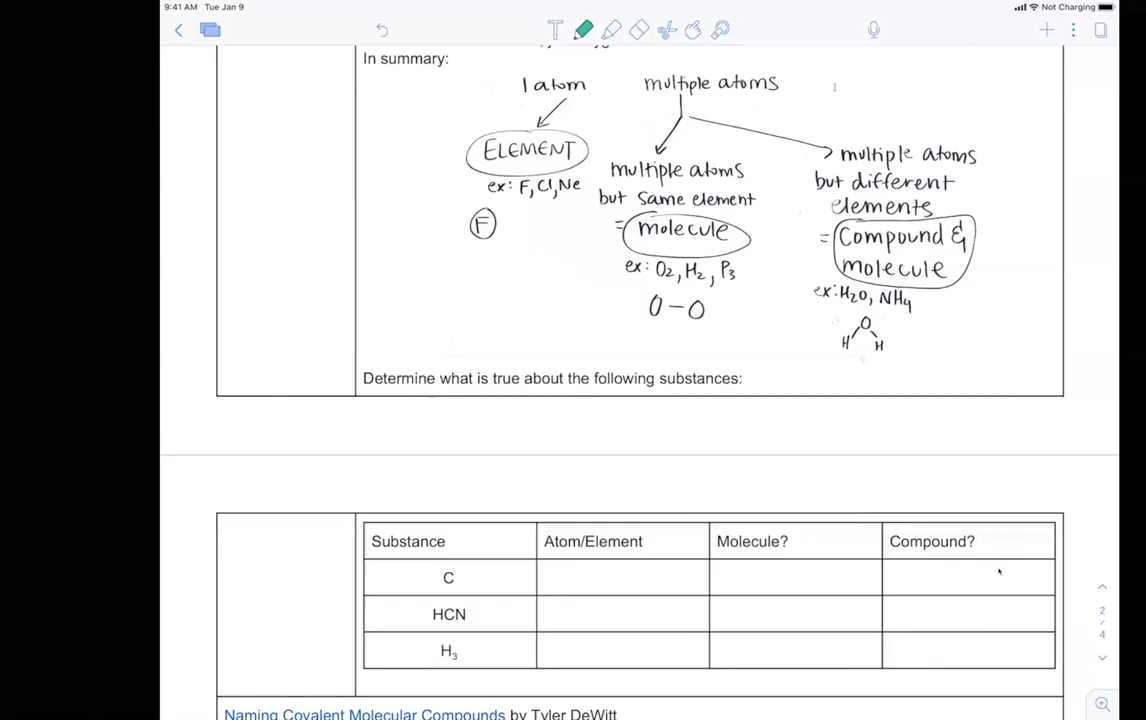 9:41 AM Tue Jan 9
Not Charging
In summary:
1 atom
multiple atoms
ELEMENT
ex: F, Cl, Ne
F
multiple atoms
but same element
= molecule
ex: O2, H2, P3
O - O
multiple atoms
but different
elements
= Compound &
molecule
ex: H2O, NH4
O
H H
Determine what is true about the following substances:
Substance Atom/Element Molecule? Compound?
C
HCN
H₃
2
/
4
Naming Covalent Molecular Compounds by Tyler DeWitt